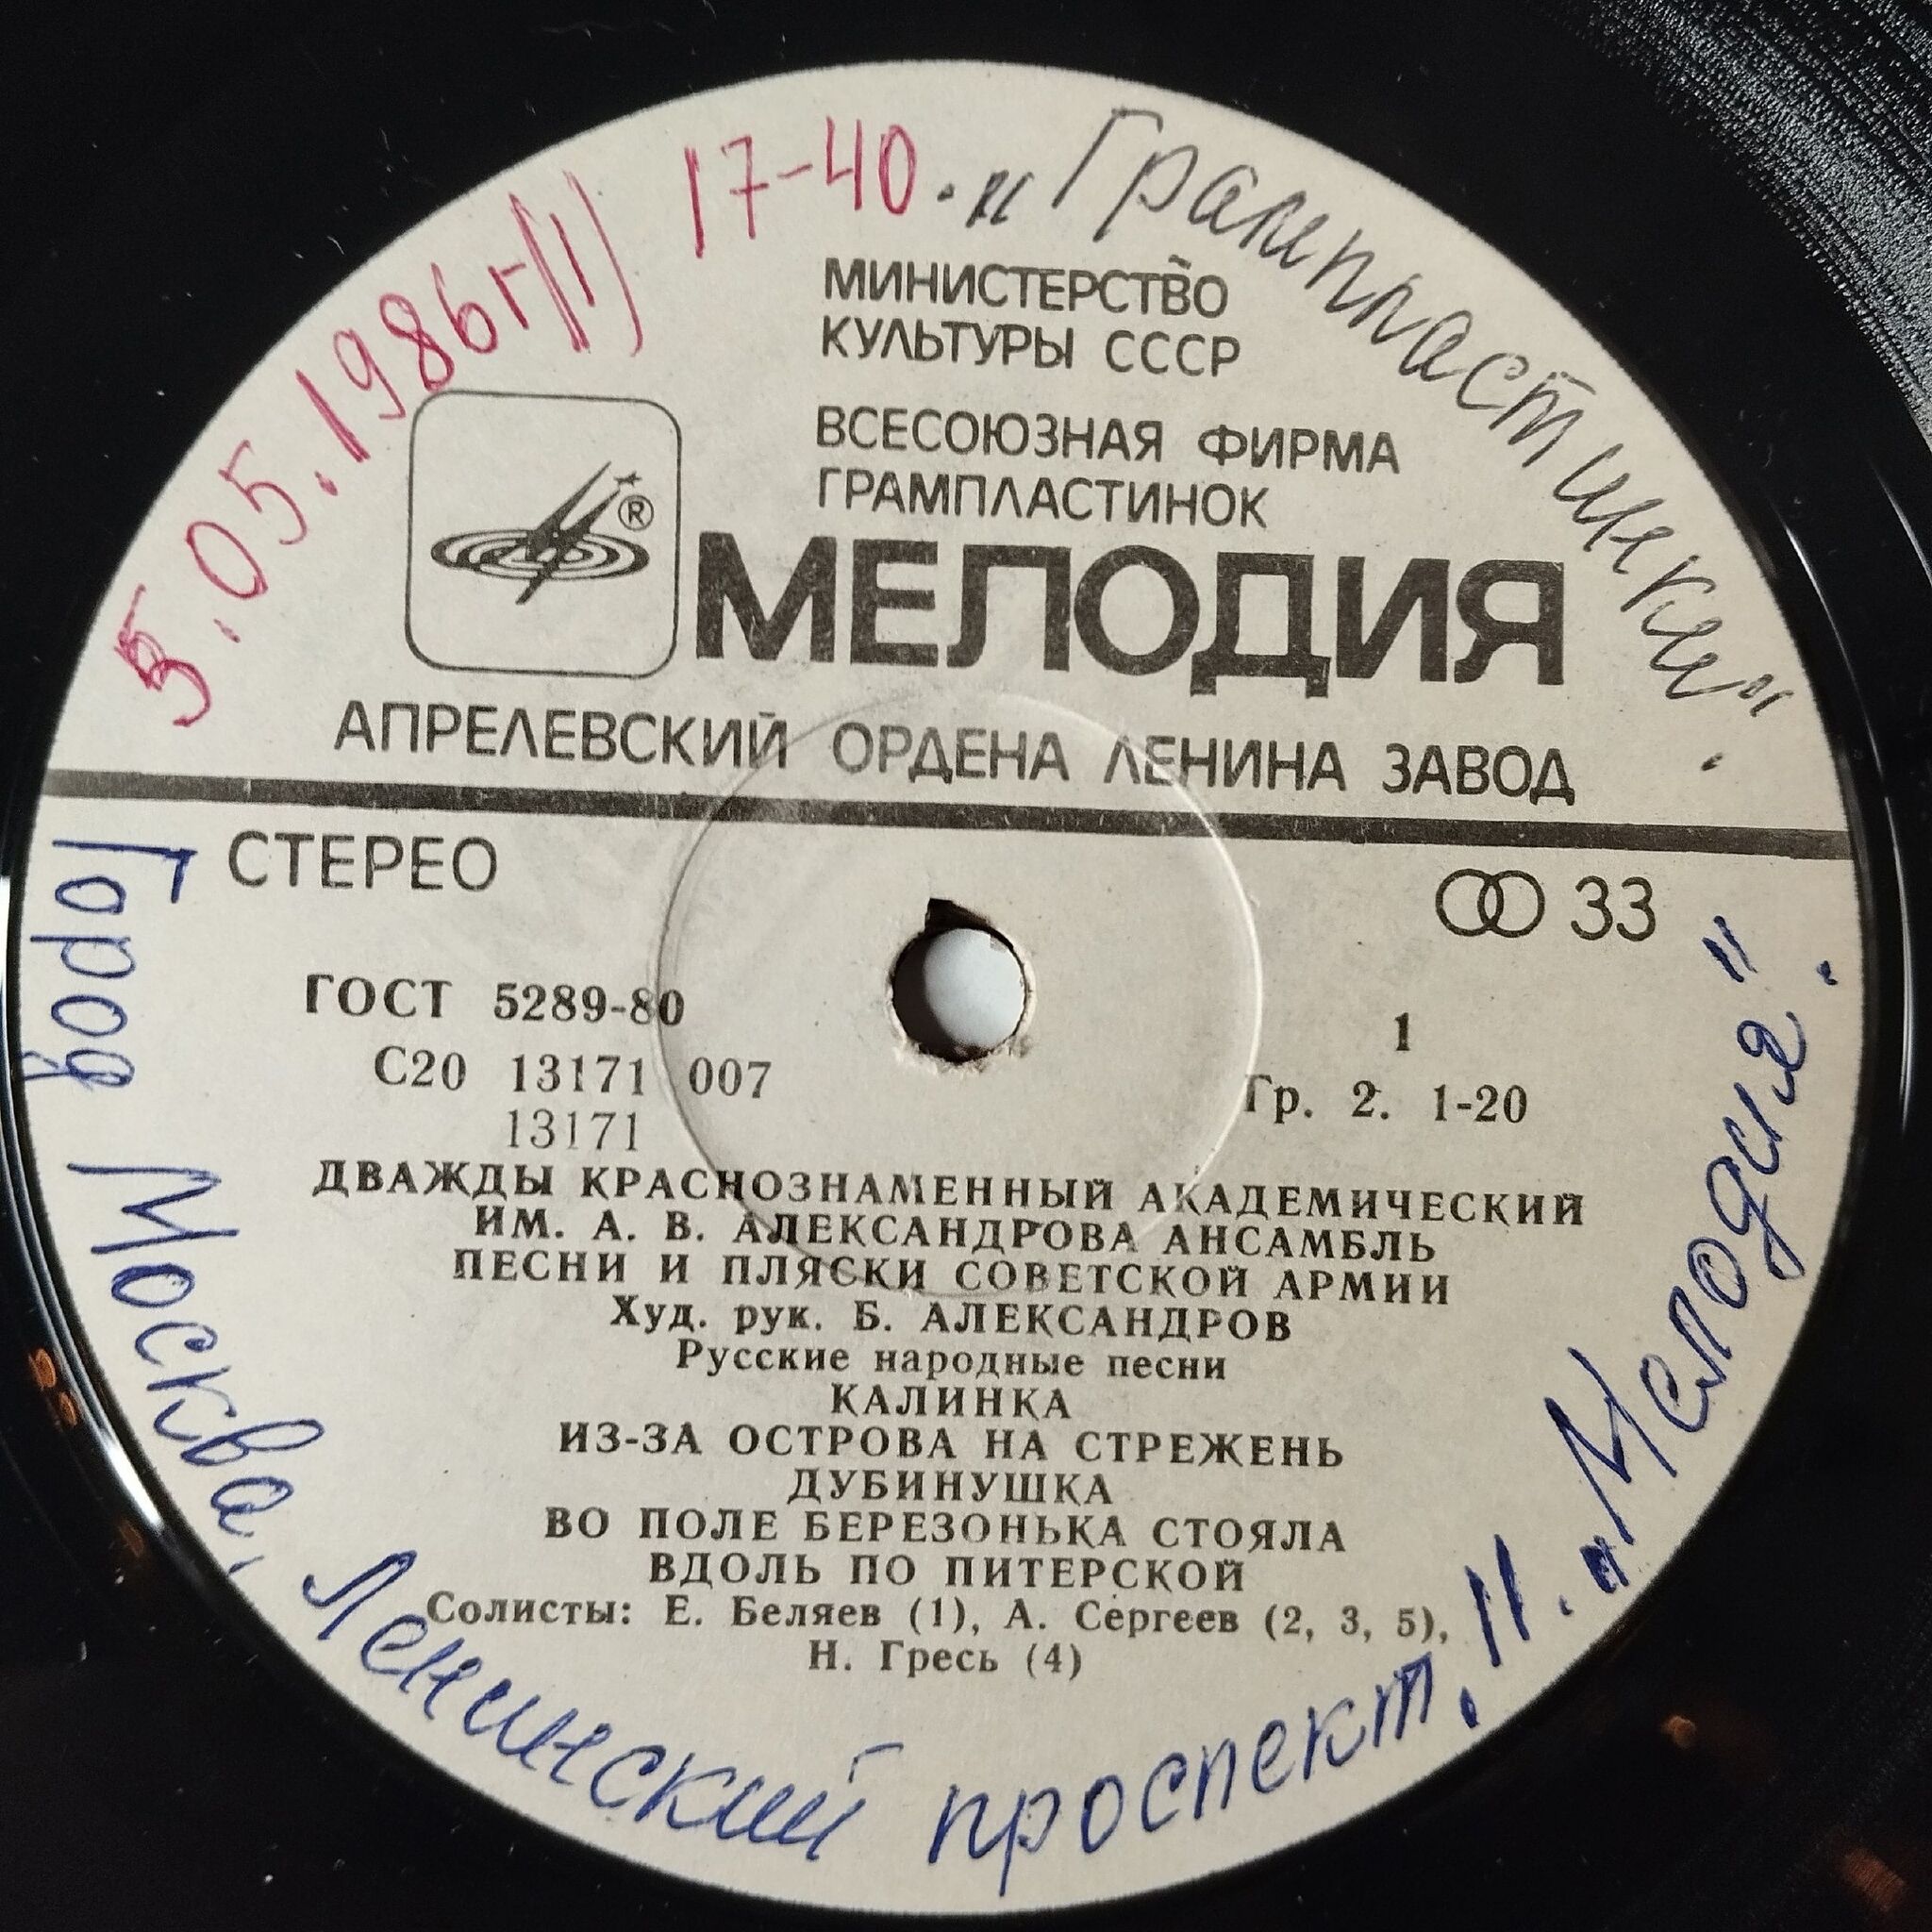 5.05.1986г(1) 17-40. „Грампластинки".
МИНИСТЕРСТВО
КУЛЬТУРЫ СССР
ВСЕСОЮЗНАЯ ФИРМА
ГРАМПЛАСТИНОК
®
МЕЛОДИЯ
АПРЕЛЕВСКИЙ ОРДЕНА ЛЕНИНА ЗАВОД
СТЕРЕО
33
ГОСТ 5289-80
1
С20 13171 007
Гр. 2. 1-20
13171
ДВАЖДЫ КРАСНОЗНАМЕННЫЙ АКАДЕМИЧЕСКИЙ
ИМ. А. В. АЛЕКСАНДРОВА АНСАМБЛЬ
ПЕСНИ И ПЛЯСКИ СОВЕТСКОЙ АРМИИ
Худ. рук. Б. АЛЕКСАНДРОВ
Русские народные песни
КАЛИНКА
ИЗ-ЗА ОСТРОВА НА СТРЕЖЕНЬ
ДУБИНУШКА
ВО ПОЛЕ БЕРЕЗОНЬКА СТОЯЛА
ВДОЛЬ ПО ПИТЕРСКОЙ
Солисты: Е. Беляев (1), А. Сергеев (2, 3, 5),
Н. Гресь (4)
Город Москва, Ленинский проспект, 11. „Мелодия".